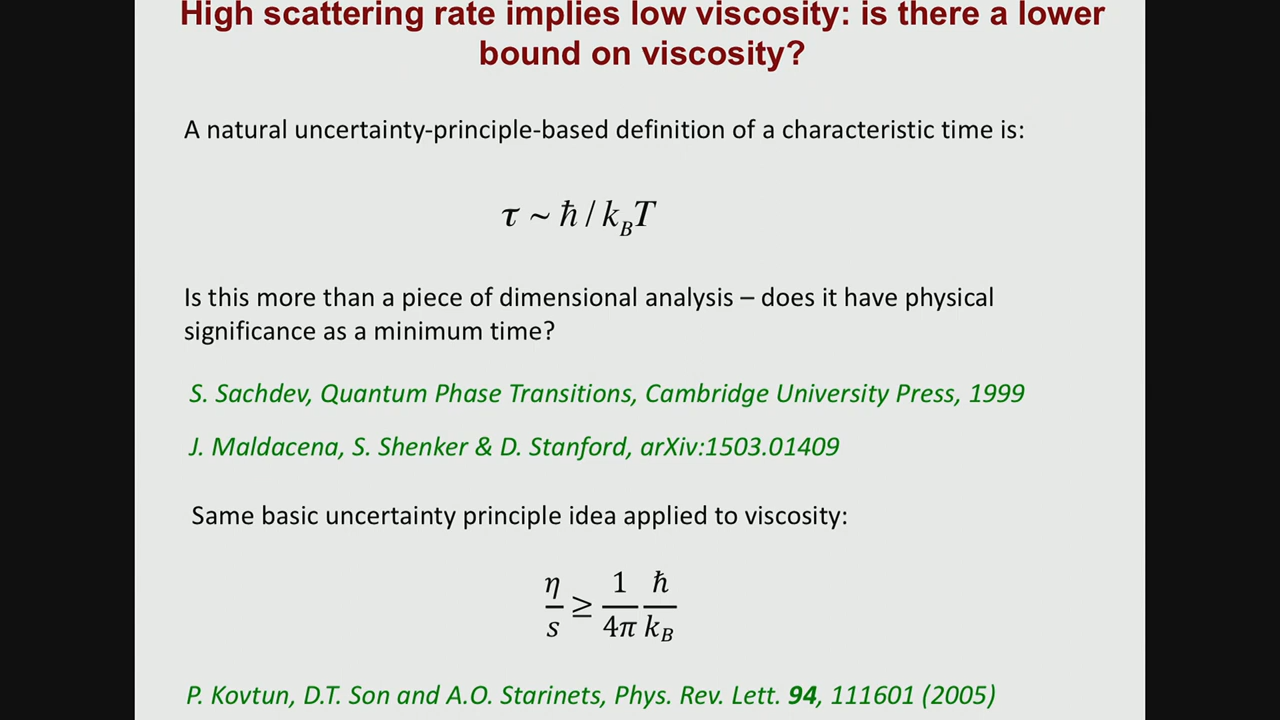 High scattering rate implies low viscosity: is there a lower
bound on viscosity?
A natural uncertainty-principle-based definition of a characteristic time is:
τ ~ ħ / k_B T
Is this more than a piece of dimensional analysis – does it have physical
significance as a minimum time?
S. Sachdev, Quantum Phase Transitions, Cambridge University Press, 1999
J. Maldacena, S. Shenker & D. Stanford, arXiv:1503.01409
Same basic uncertainty principle idea applied to viscosity:
η/s ≥ 1/4π ħ/k_B
P. Kovtun, D.T. Son and A.O. Starinets, Phys. Rev. Lett. 94, 111601 (2005)